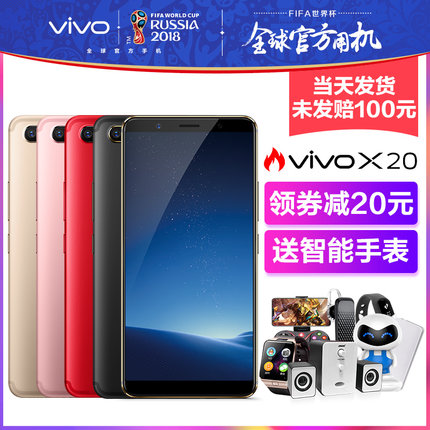 vivo
全球官方手机
FIFA WORLD CUP
RUSSIA
2018
FIFA世界杯
全球官方用机
当天发货
未发赔100元
vivo X20
领券减20元
送智能手表